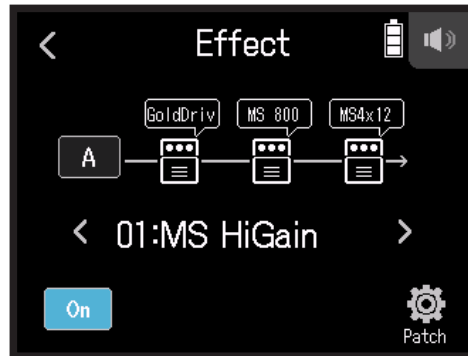 Effect
GoldDriv MS 800 MS4x12
A
01:MS HiGain
On
Patch